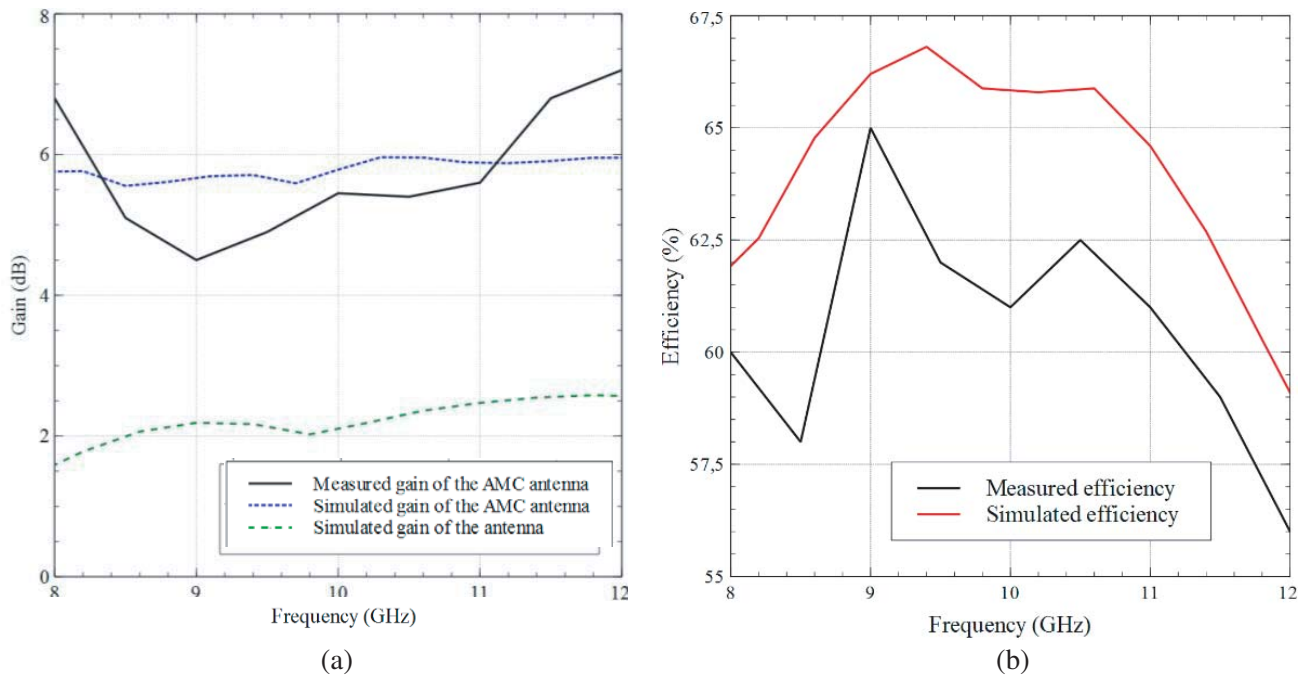 8
6
4
2
0
Gain (dB)
8
9
10
11
12
Frequency (GHz)
Measured gain of the AMC antenna
Simulated gain of the AMC antenna
Simulated gain of the antenna
(a)
67,5
65
62,5
60
57,5
55
Efficiency (%)
8
9
10
11
12
Frequency (GHz)
Measured efficiency
Simulated efficiency
(b)